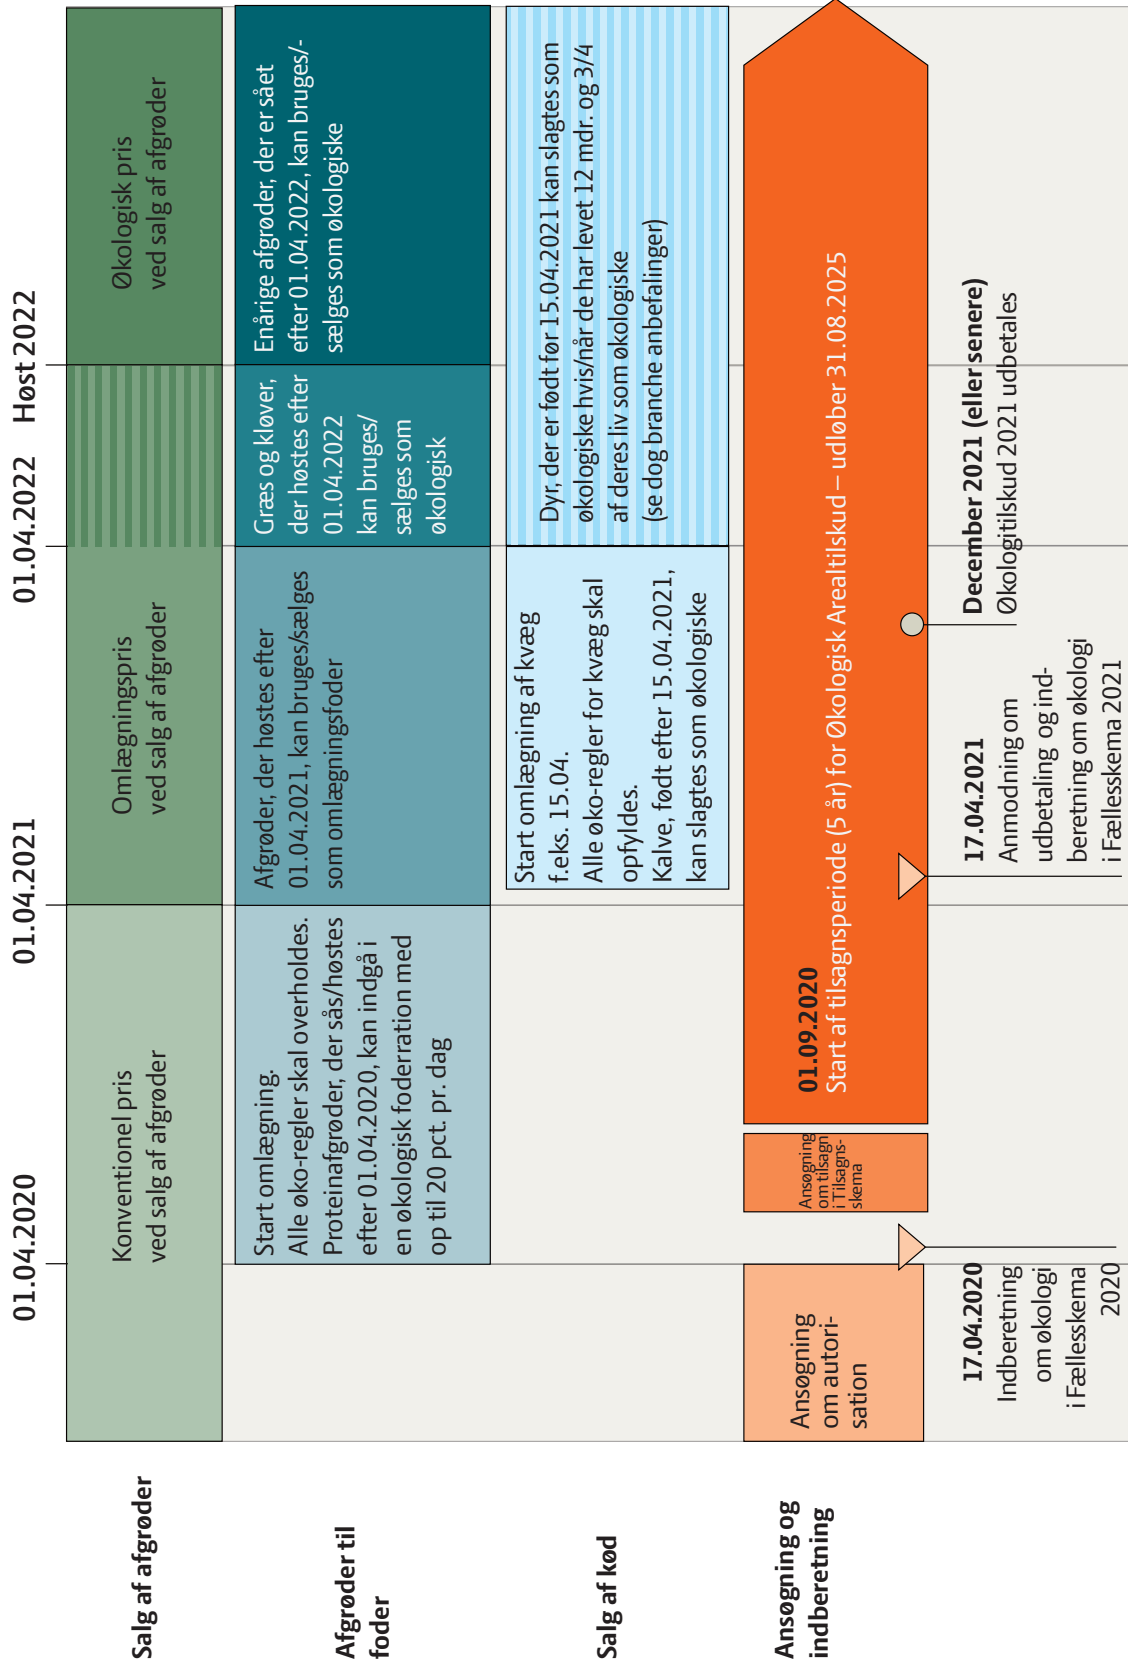 01.04.2020
01.04.2021
01.04.2022
Høst 2022
Salg af afgrøder
Konventionel pris
ved salg af afgrøder
Omlægningspris
ved salg af afgrøder
Økologisk pris
ved salg af afgrøder
Afgrøder til
foder
Start omlægning.
Alle øko-regler skal overholdes.
Proteinafgrøder, der sås/høstes
efter 01.04.2020, kan indgå i
en økologisk foderration med
op til 20 pct. pr. dag
Afgrøder, der høstes efter
01.04.2021, kan bruges/sælges
som omlægningsfoder
Græs og kløver,
der høstes efter
01.04.2022
kan bruges/
sælges som
økologisk
Enårige afgrøder, der er sået
efter 01.04.2022, kan bruges/-
sælges som økologiske
Salg af kød
Start omlægning af kvæg
f.eks. 15.04.
Alle øko-regler for kvæg skal
opfyldes.
Kalve, født efter 15.04.2021,
kan slagtes som økologiske
Dyr, der er født før 15.04.2021 kan slagtes som
økologiske hvis/når de har levet 12 mdr. og 3/4
af deres liv som økologiske
(se dog branche anbefalinger)
Ansøgning og
indberetning
Ansøgning
om autori-
sation
Ansøgning
om tilsagn
i Tilsagns-
skema
01.09.2020
Start af tilsagnsperiode (5 år) for Økologisk Arealtilskud – udløber 31.08.2025
17.04.2020
Indberetning
om økologi
i Fællesskema
2020
17.04.2021
Anmodning om
udbetaling og ind-
beretning om økologi
i Fællesskema 2021
December 2021 (eller senere)
Økologitilskud 2021 udbetales